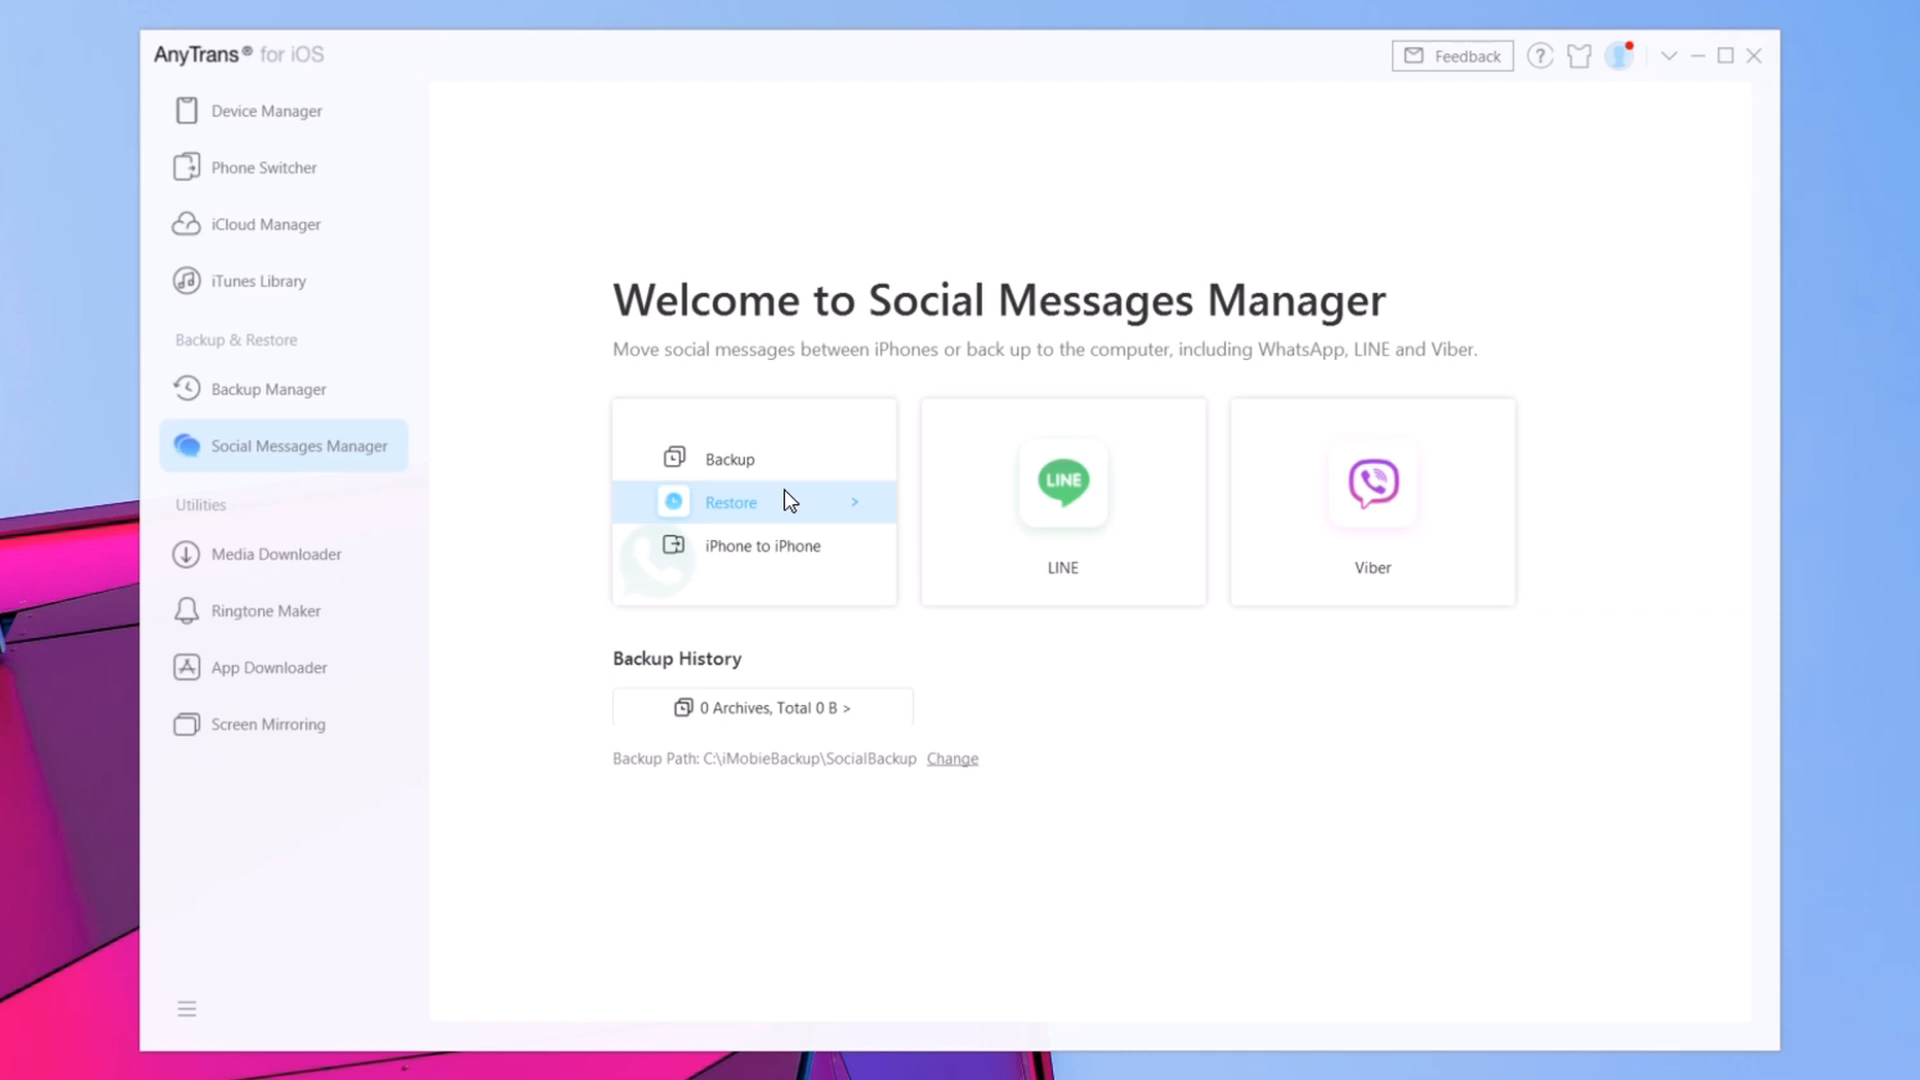 AnyTrans® for iOS
Feedback
Device Manager
Phone Switcher
iCloud Manager
iTunes Library
Backup & Restore
Backup Manager
Social Messages Manager
Utilities
Media Downloader
Ringtone Maker
App Downloader
Screen Mirroring
Welcome to Social Messages Manager
Move social messages between iPhones or back up to the computer, including WhatsApp, LINE and Viber.
Backup
Restore >
iPhone to iPhone
LINE
LINE
Viber
Backup History
0 Archives, Total 0 B >
Backup Path: C:\iMobieBackup\SocialBackup Change